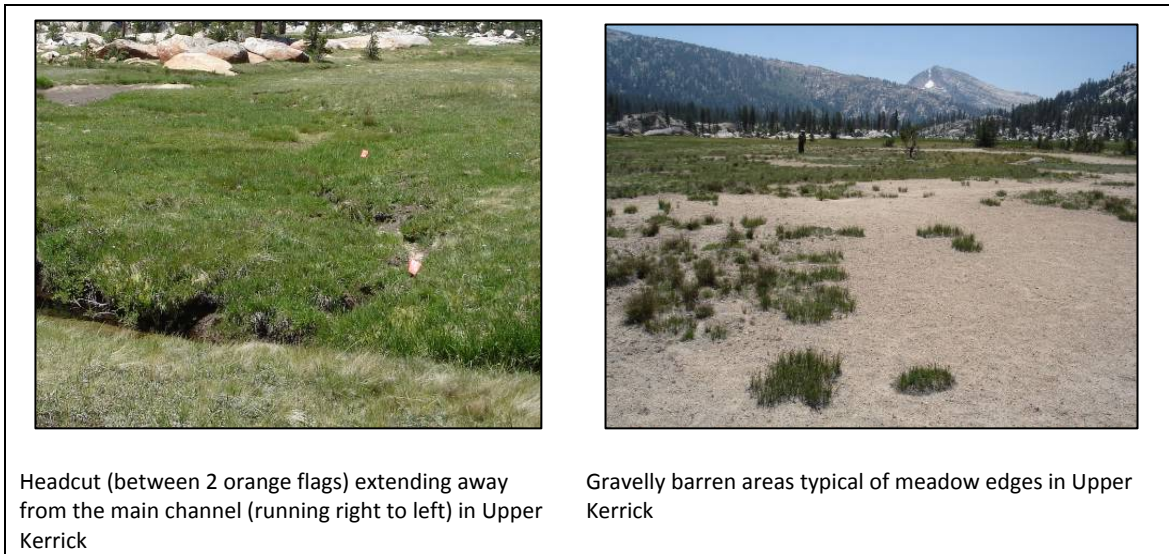 Headcut (between 2 orange flags) extending away
from the main channel (running right to left) in Upper
Kerrick
Gravelly barren areas typical of meadow edges in Upper
Kerrick